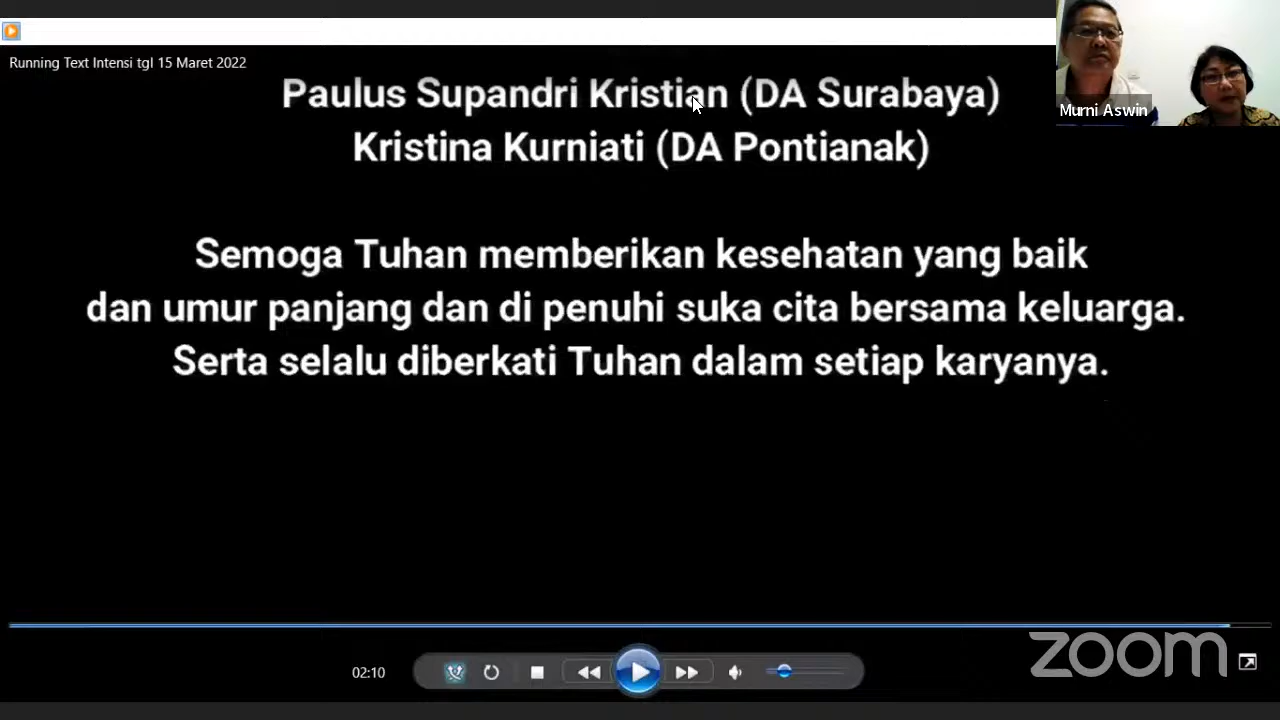 Running Text Intensi tgl 15 Maret 2022
Paulus Supandri Kristian (DA Surabaya)
Kristina Kurniati (DA Pontianak)
Semoga Tuhan memberikan kesehatan yang baik
dan umur panjang dan di penuhi suka cita bersama keluarga.
Serta selalu diberkati Tuhan dalam setiap karyanya.
Murni Aswin
02:10
zoom